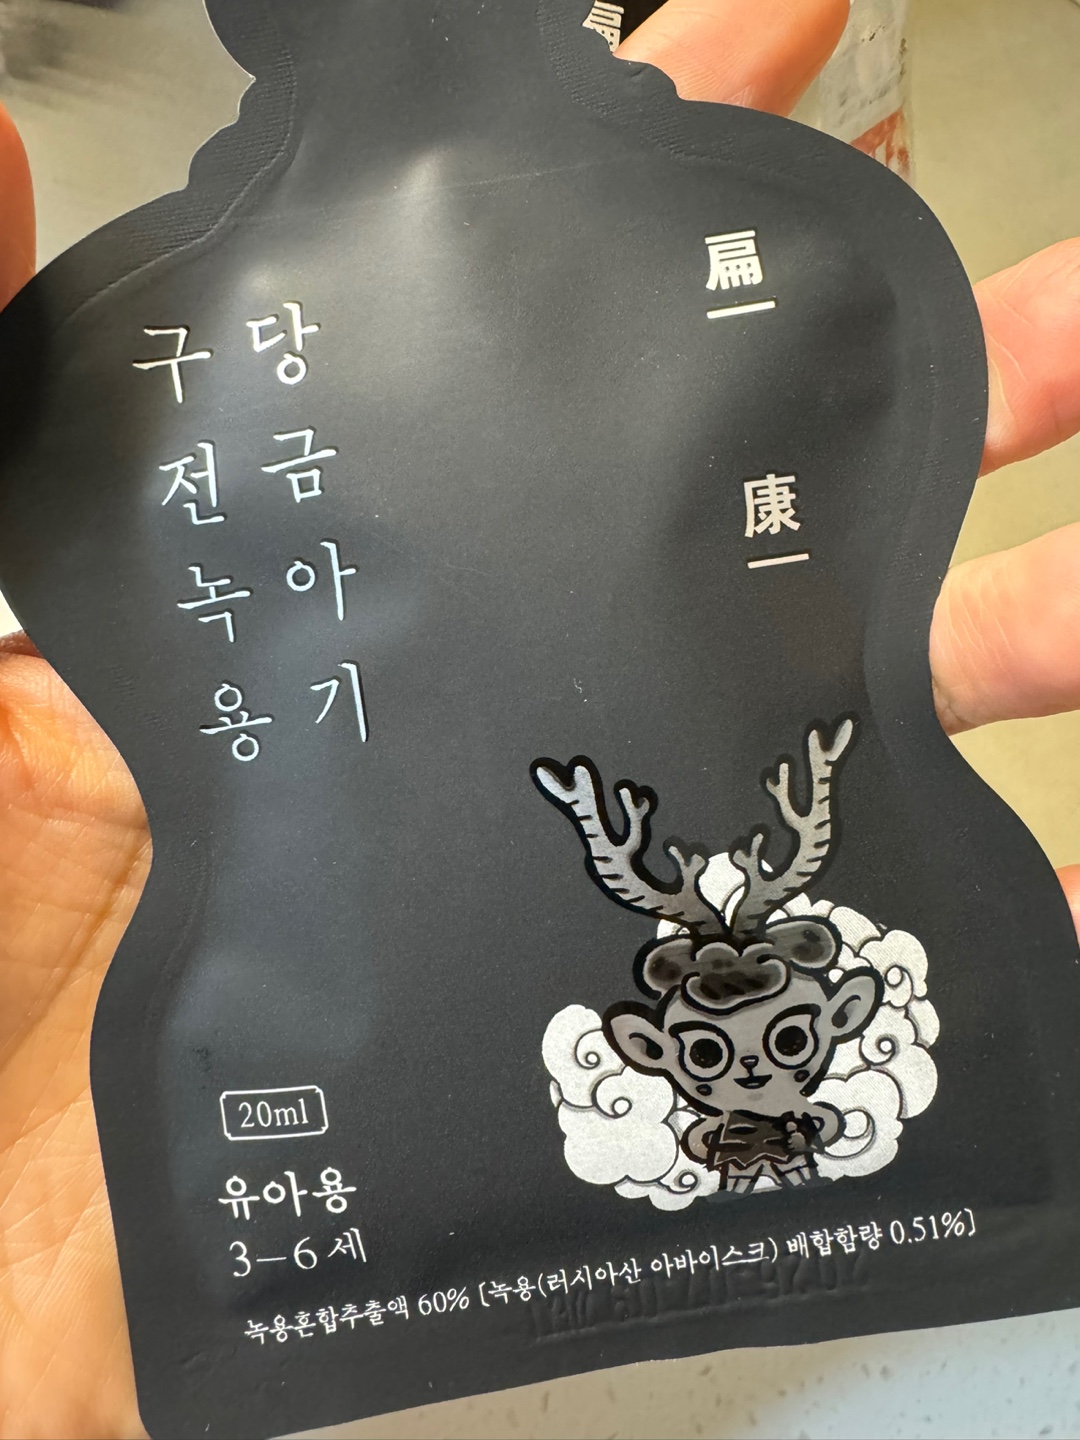 扁
扁
康
당금아기
구전녹용
20ml
유아용
3-6세
녹용혼합추출액 60% [녹용(러시아산 아바이스크) 배합함량 0.51%]